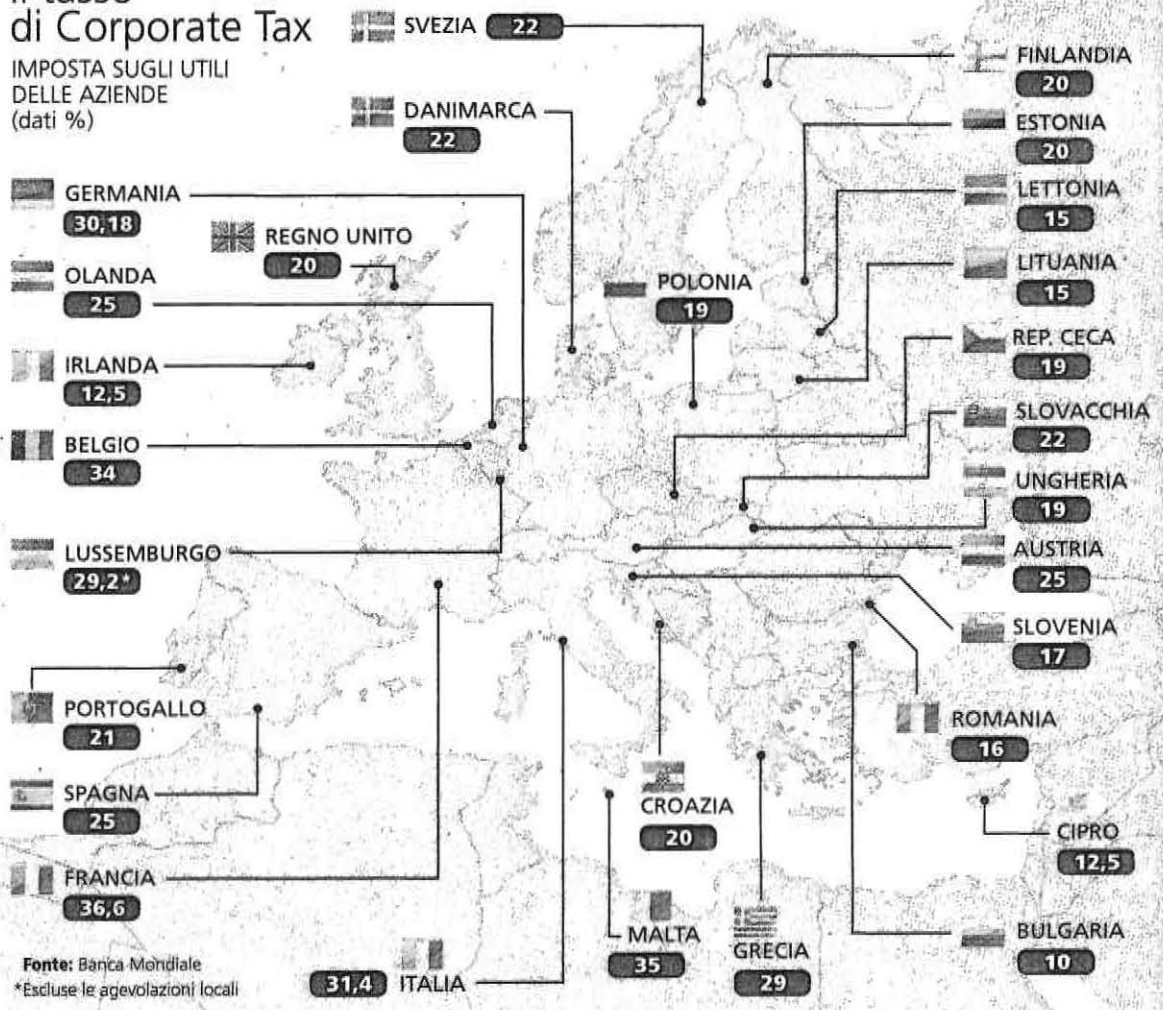 Il tasso
di Corporate Tax
IMPOSTA SUGLI UTILI
DELLE AZIENDE
(dati %)
SVEZIA 22
DANIMARCA
22
GERMANIA
30,18
REGNO UNITO
20
OLANDA
25
IRLANDA
12,5
BELGIO
34
LUSSEMBURGO
29,2*
PORTOGALLO
21
SPAGNA
25
FRANCIA
36,6
31,4 ITALIA
POLONIA
19
FINLANDIA
20
ESTONIA
20
LETTONIA
15
LITUANIA
15
REP. CECA
19
SLOVACCHIA
22
UNGHERIA
19
AUSTRIA
25
SLOVENIA
17
ROMANIA
16
CROAZIA
20
CIPRO
12,5
MALTA
35
GRECIA
29
BULGARIA
10
Fonte: Banca Mondiale
*Escluse le agevolazioni locali